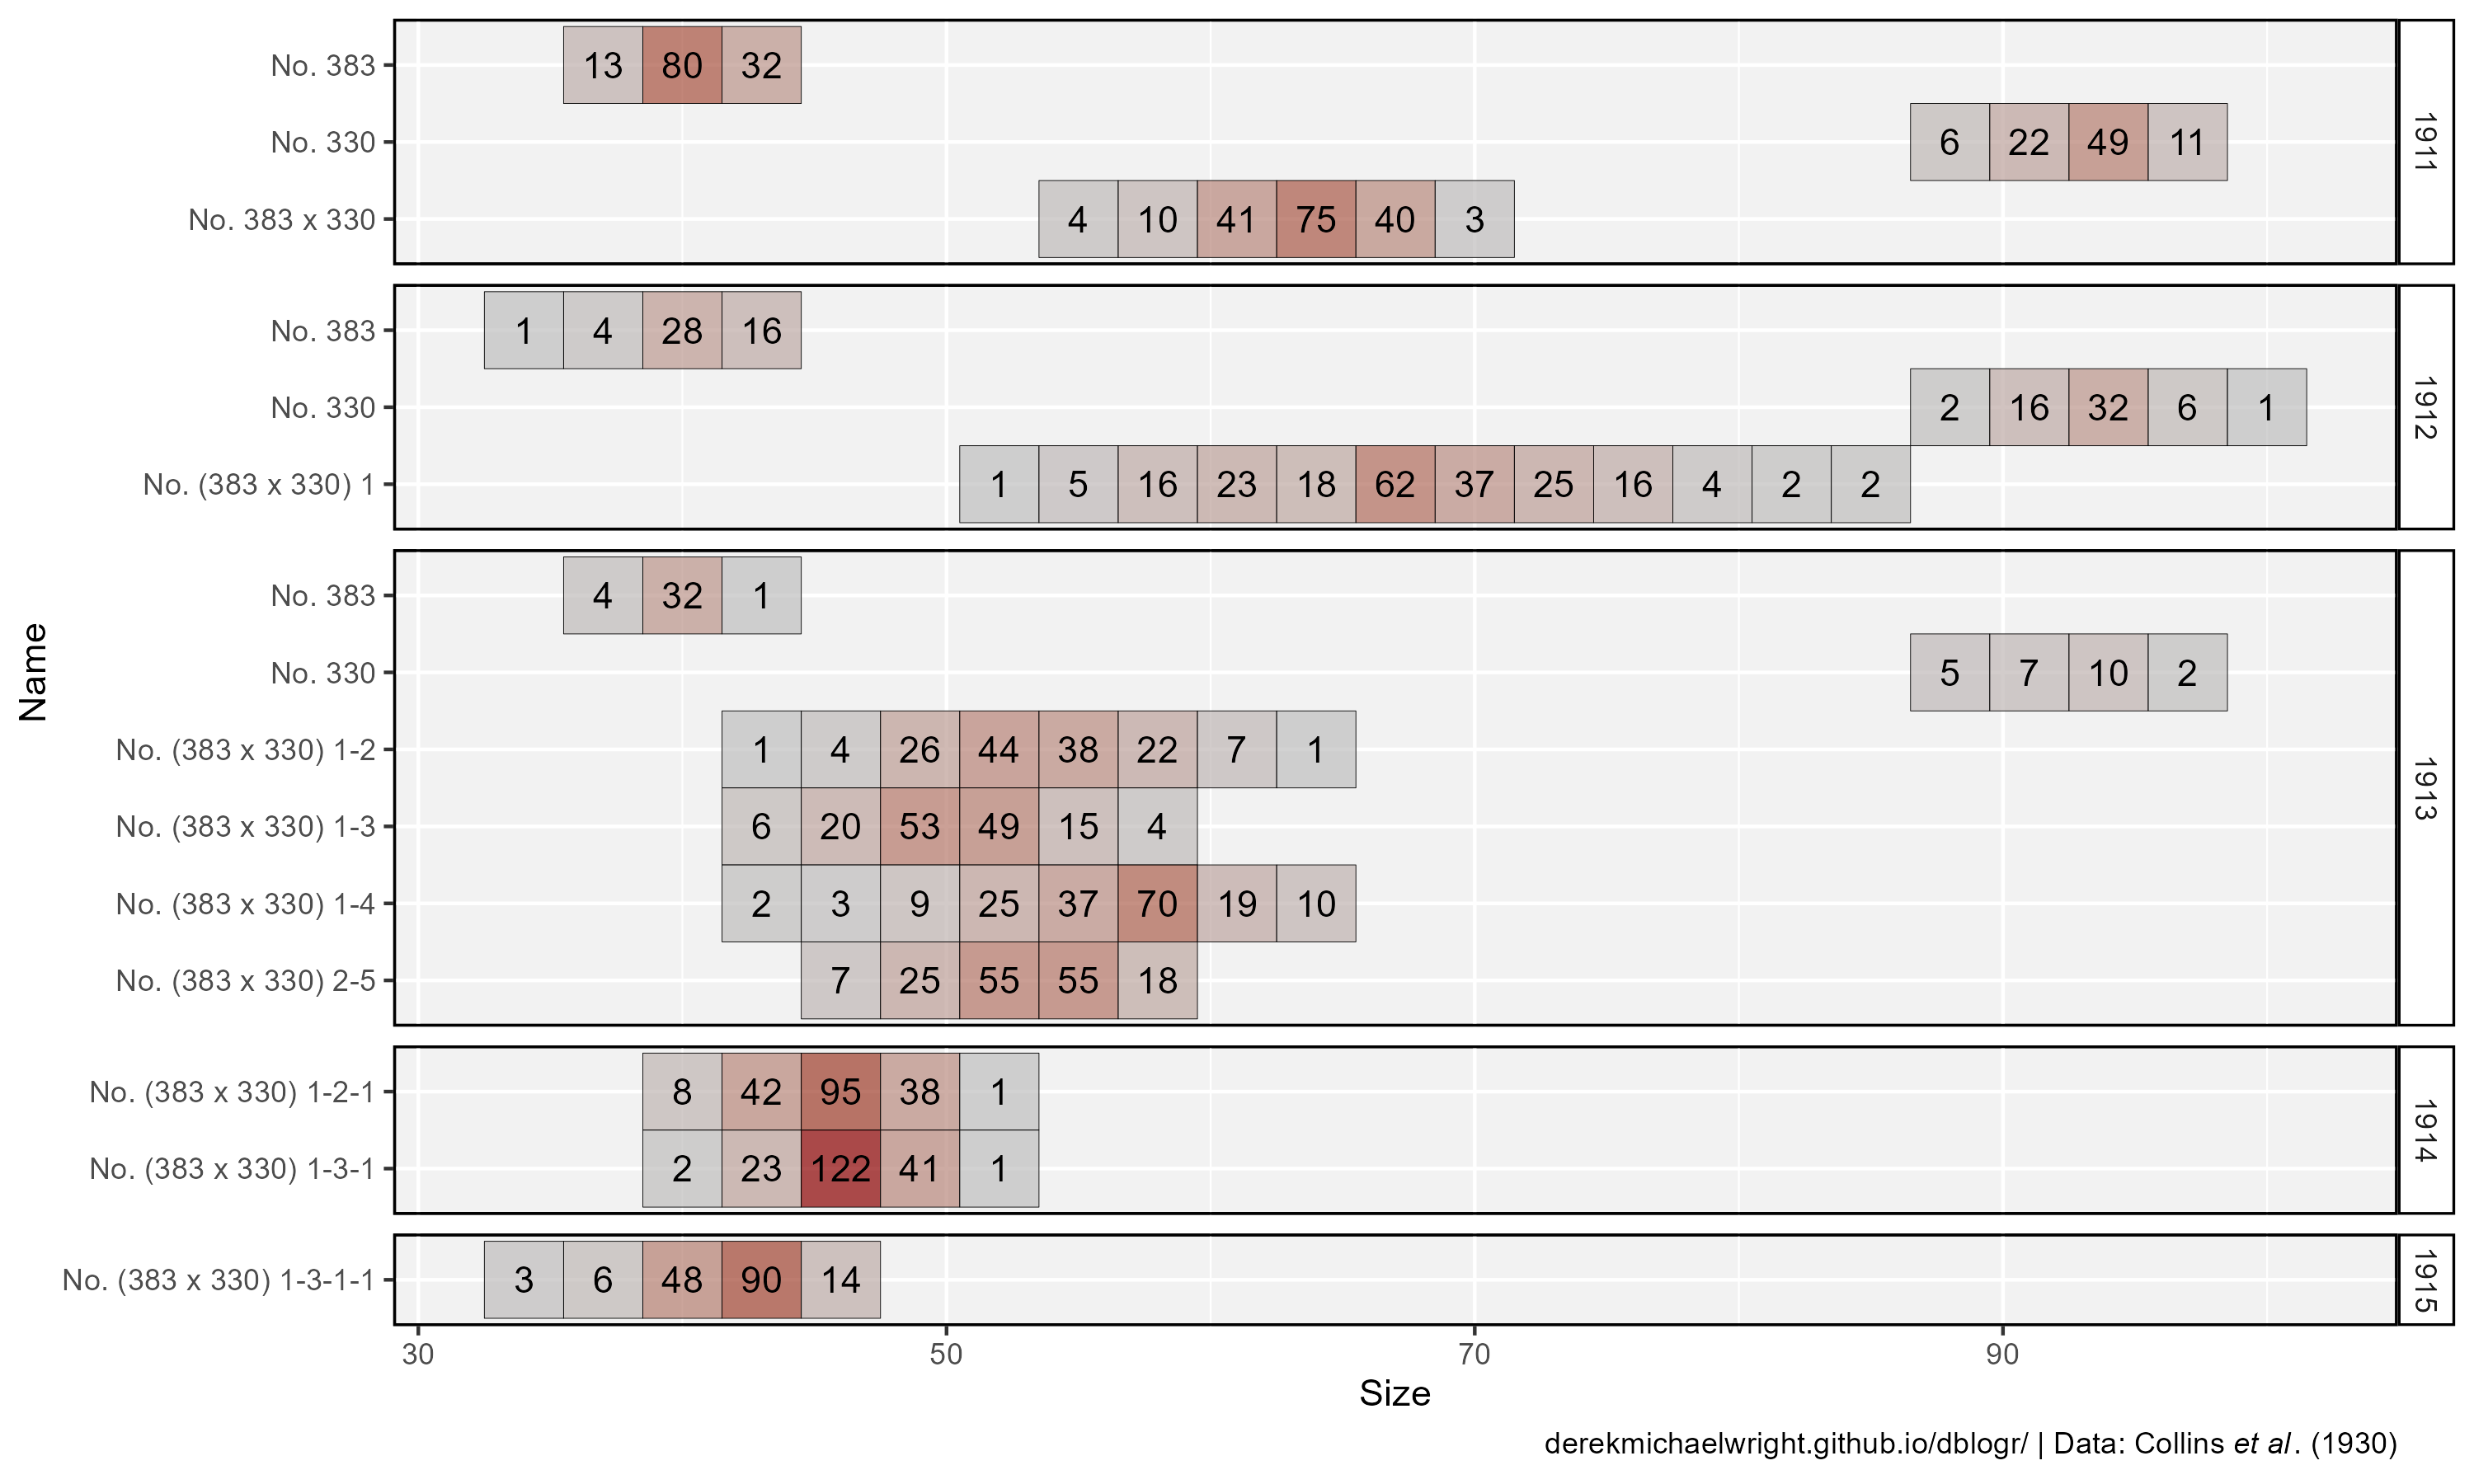 No. 383 13 80 32
No. 330 6 22 49 11
No. 383 x 330 4 10 41 75 40 3
1911
No. 383 1 4 28 16
No. 330 2 16 32 6 1
No. (383 x 330) 1 1 5 16 23 18 62 37 25 16 4 2 2
1912
No. 383 4 32 1
No. 330 5 7 10 2
No. (383 x 330) 1-2 1 4 26 44 38 22 7 1
No. (383 x 330) 1-3 6 20 53 49 15 4
No. (383 x 330) 1-4 2 3 9 25 37 70 19 10
No. (383 x 330) 2-5 7 25 55 55 18
1913
No. (383 x 330) 1-2-1 8 42 95 38 1
No. (383 x 330) 1-3-1 2 23 122 41 1
1914
No. (383 x 330) 1-3-1-1 3 6 48 90 14
1915
Name
30 50 70 90
Size
derekmichaelwright.github.io/dblogr/ | Data: Collins et al. (1930)